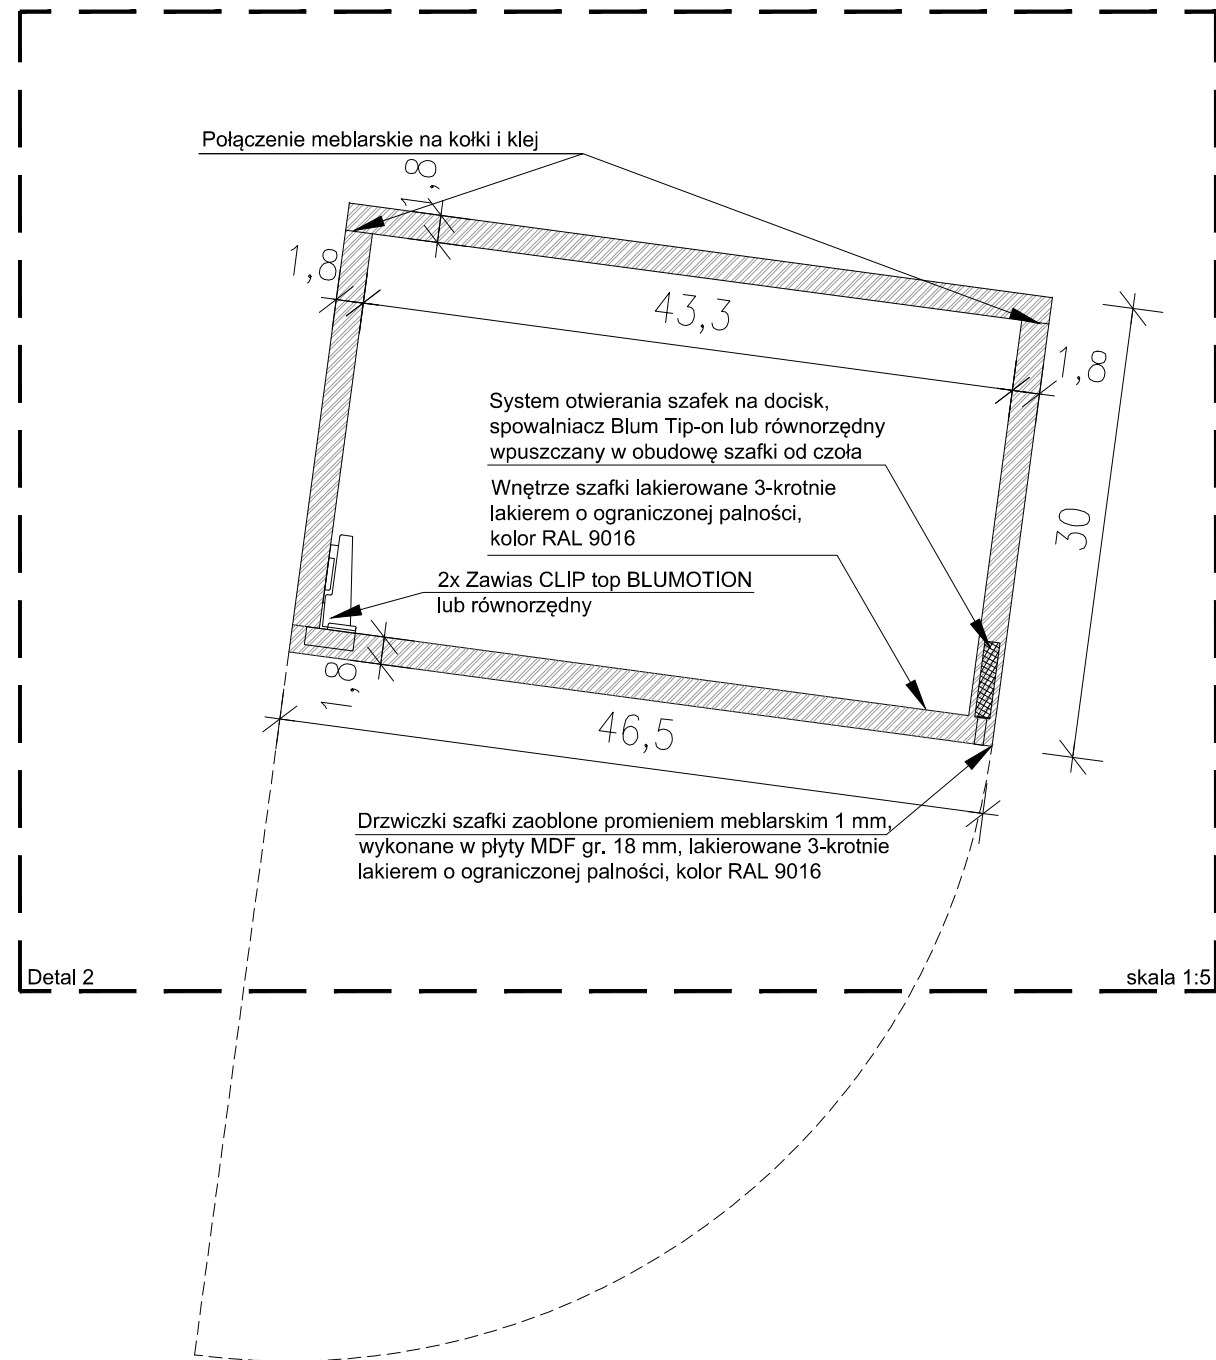 Połączenie meblarskie na kołki i klej
1,8
1,8
43,3
1,8
System otwierania szafek na docisk,
spowalniacz Blum Tip-on lub równorzędny
wpuszczany w obudowę szafki od czoła
Wnętrze szafki lakierowane 3-krotnie
lakierem o ograniczonej palności,
kolor RAL 9016
30
2x Zawias CLIP top BLUMOTION
lub równorzędny
1,8
46,5
Drzwiczki szafki zaoblone promieniem meblarskim 1 mm,
wykonane w płyty MDF gr. 18 mm, lakierowane 3-krotnie
lakierem o ograniczonej palności, kolor RAL 9016
Detal 2
skala 1:5